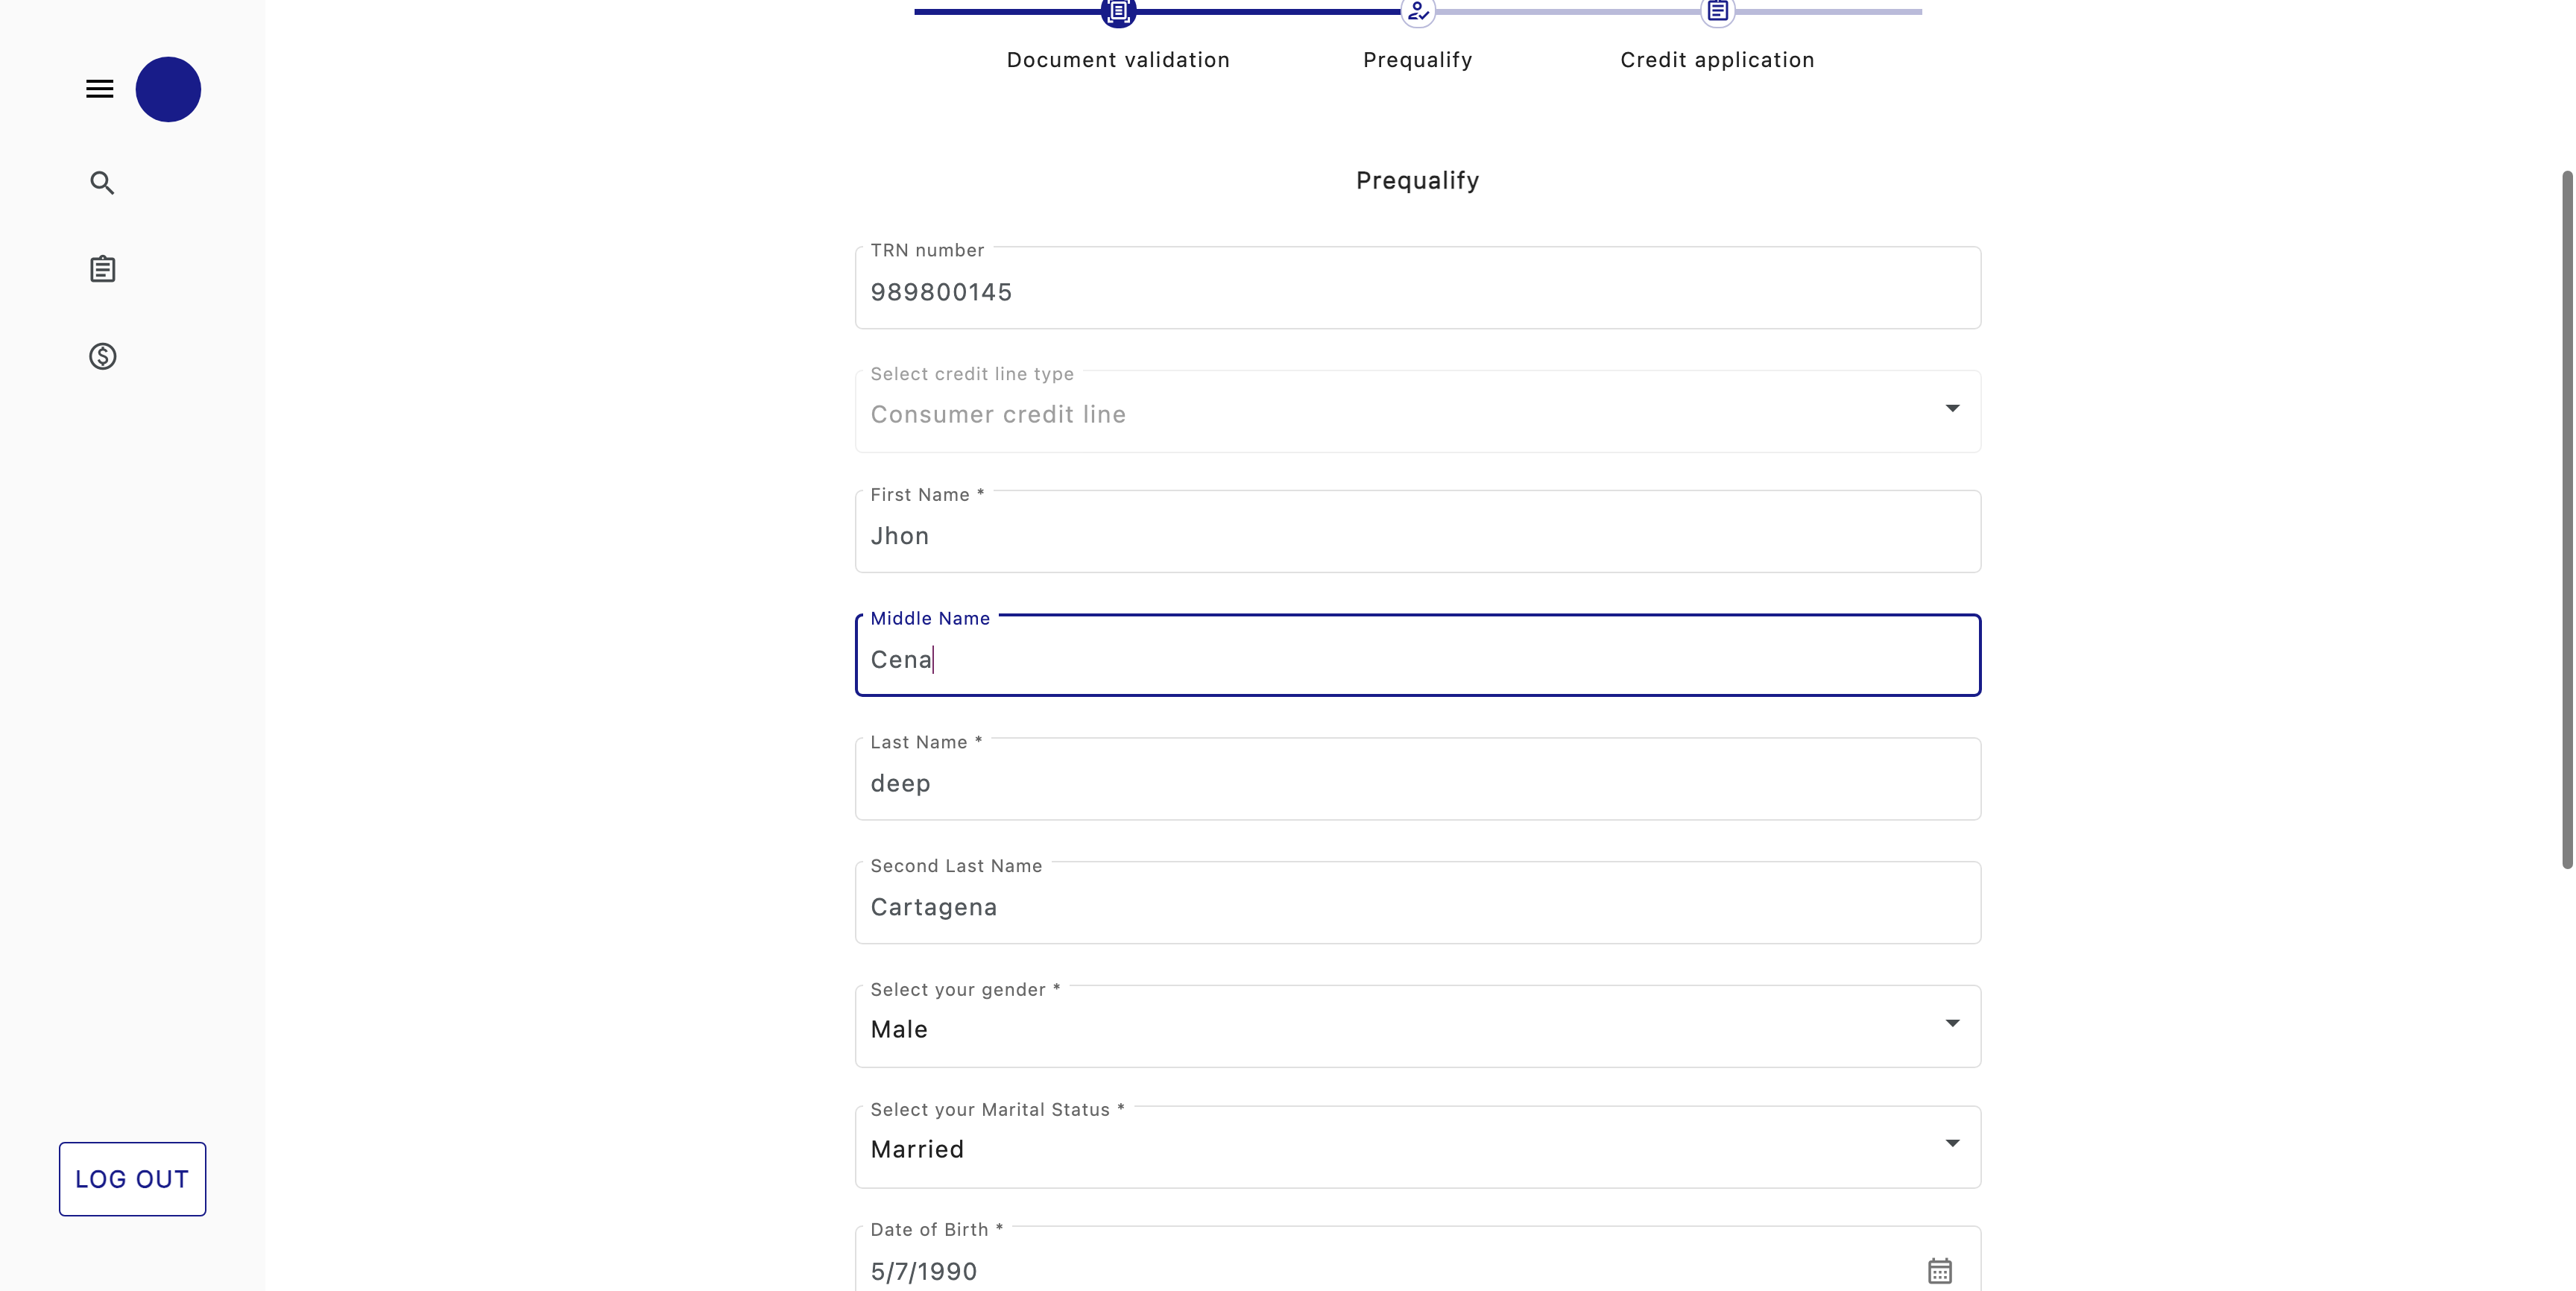 Document validation
Prequalify
Credit application
Prequalify
TRN number
989800145
Select credit line type
Consumer credit line
First Name *
Jhon
Middle Name
Cena
Last Name *
deep
Second Last Name
Cartagena
Select your gender *
Male
Select your Marital Status *
Married
Date of Birth *
5/7/1990
LOG OUT